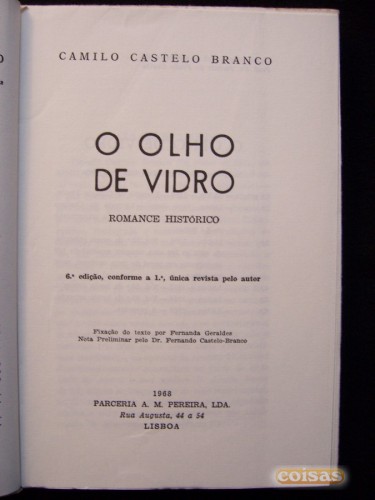 CAMILO CASTELO BRANCO
O OLHO
DE VIDRO
ROMANCE HISTÓRICO
6.ª edição, conforme a 1.ª, única revista pelo autor
Fixação do texto por Fernanda Geraldes
Nota Preliminar pelo Dr. Fernando Castelo-Branco
1968
PARCERIA A. M. PEREIRA, LDA.
Rua Augusta, 44 a 54
LISBOA
coisas